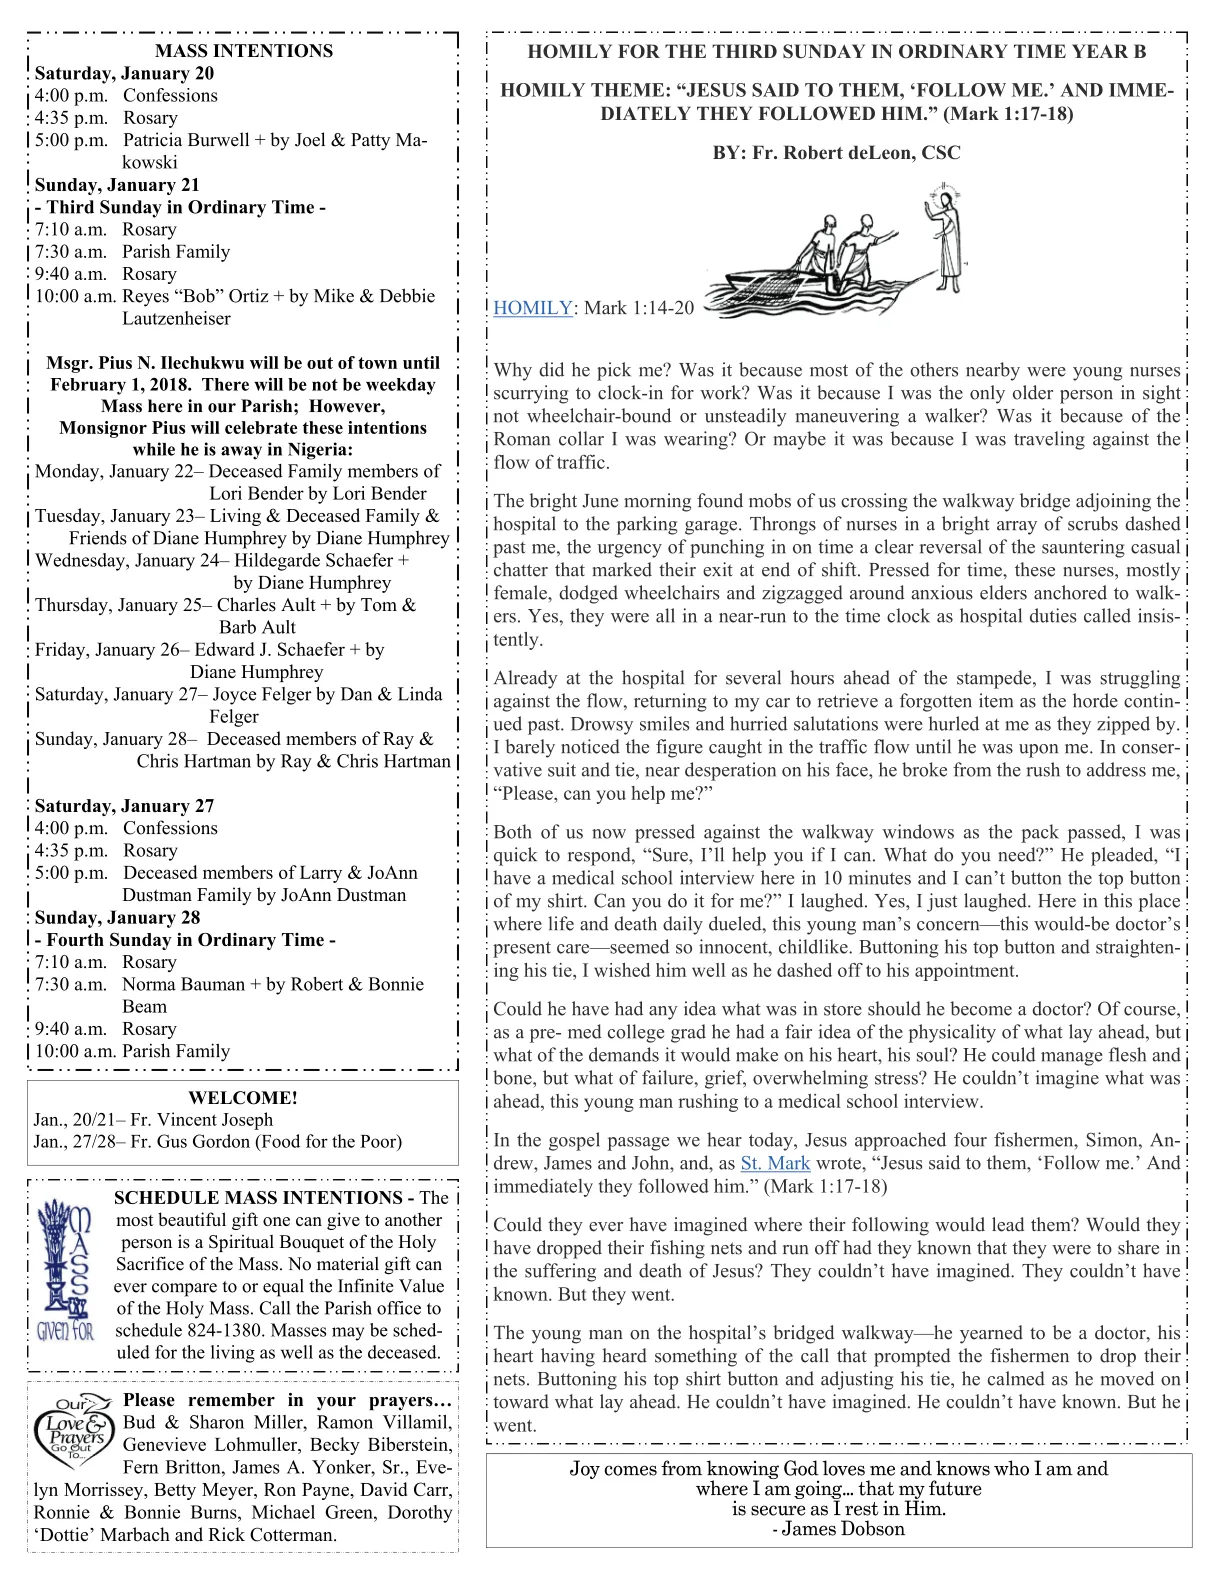 MASS INTENTIONS
Saturday, January 20
4:00 p.m. Confessions
4:35 p.m. Rosary
5:00 p.m. Patricia Burwell + by Joel & Patty Ma-
kowski
Sunday, January 21
- Third Sunday in Ordinary Time -
7:10 a.m. Rosary
7:30 a.m. Parish Family
9:40 a.m. Rosary
10:00 a.m. Reyes “Bob” Ortiz + by Mike & Debbie
Lautzenheiser
Msgr. Pius N. Ilechukwu will be out of town until
February 1, 2018. There will be not be weekday
Mass here in our Parish; However,
Monsignor Pius will celebrate these intentions
while he is away in Nigeria:
Monday, January 22– Deceased Family members of
Lori Bender by Lori Bender
Tuesday, January 23– Living & Deceased Family &
Friends of Diane Humphrey by Diane Humphrey
Wednesday, January 24– Hildegarde Schaefer +
by Diane Humphrey
Thursday, January 25– Charles Ault + by Tom &
Barb Ault
Friday, January 26– Edward J. Schaefer + by
Diane Humphrey
Saturday, January 27– Joyce Felger by Dan & Linda
Felger
Sunday, January 28– Deceased members of Ray &
Chris Hartman by Ray & Chris Hartman
Saturday, January 27
4:00 p.m. Confessions
4:35 p.m. Rosary
5:00 p.m. Deceased members of Larry & JoAnn
Dustman Family by JoAnn Dustman
Sunday, January 28
- Fourth Sunday in Ordinary Time -
7:10 a.m. Rosary
7:30 a.m. Norma Bauman + by Robert & Bonnie
Beam
9:40 a.m. Rosary
10:00 a.m. Parish Family
WELCOME!
Jan., 20/21– Fr. Vincent Joseph
Jan., 27/28– Fr. Gus Gordon (Food for the Poor)
MASSES
GIVEN FOR
SCHEDULE MASS INTENTIONS - The
most beautiful gift one can give to another
person is a Spiritual Bouquet of the Holy
Sacrifice of the Mass. No material gift can
ever compare to or equal the Infinite Value
of the Holy Mass. Call the Parish office to
schedule 824-1380. Masses may be sched-
uled for the living as well as the deceased.
Our
Love &
Prayers
Go Out
To...
Please remember in your prayers…
Bud & Sharon Miller, Ramon Villamil,
Genevieve Lohmuller, Becky Biberstein,
Fern Britton, James A. Yonker, Sr., Eve-
lyn Morrissey, Betty Meyer, Ron Payne, David Carr,
Ronnie & Bonnie Burns, Michael Green, Dorothy
‘Dottie’ Marbach and Rick Cotterman.
HOMILY FOR THE THIRD SUNDAY IN ORDINARY TIME YEAR B
HOMILY THEME: “JESUS SAID TO THEM, ‘FOLLOW ME.’ AND IMME-
DIATELY THEY FOLLOWED HIM.” (Mark 1:17-18)
BY: Fr. Robert deLeon, CSC
HOMILY: Mark 1:14-20
Why did he pick me? Was it because most of the others nearby were young nurses
scurrying to clock-in for work? Was it because I was the only older person in sight
not wheelchair-bound or unsteadily maneuvering a walker? Was it because of the
Roman collar I was wearing? Or maybe it was because I was traveling against the
flow of traffic.
The bright June morning found mobs of us crossing the walkway bridge adjoining the
hospital to the parking garage. Throngs of nurses in a bright array of scrubs dashed
past me, the urgency of punching in on time a clear reversal of the sauntering casual
chatter that marked their exit at end of shift. Pressed for time, these nurses, mostly
female, dodged wheelchairs and zigzagged around anxious elders anchored to walk-
ers. Yes, they were all in a near-run to the time clock as hospital duties called insis-
tently.
Already at the hospital for several hours ahead of the stampede, I was struggling
against the flow, returning to my car to retrieve a forgotten item as the horde contin-
ued past. Drowsy smiles and hurried salutations were hurled at me as they zipped by.
I barely noticed the figure caught in the traffic flow until he was upon me. In conser-
vative suit and tie, near desperation on his face, he broke from the rush to address me,
“Please, can you help me?”
Both of us now pressed against the walkway windows as the pack passed, I was
quick to respond, “Sure, I’ll help you if I can. What do you need?” He pleaded, “I
have a medical school interview here in 10 minutes and I can’t button the top button
of my shirt. Can you do it for me?” I laughed. Yes, I just laughed. Here in this place
where life and death daily dueled, this young man’s concern—this would-be doctor’s
present care—seemed so innocent, childlike. Buttoning his top button and straighten-
ing his tie, I wished him well as he dashed off to his appointment.
Could he have had any idea what was in store should he become a doctor? Of course,
as a pre- med college grad he had a fair idea of the physicality of what lay ahead, but
what of the demands it would make on his heart, his soul? He could manage flesh and
bone, but what of failure, grief, overwhelming stress? He couldn’t imagine what was
ahead, this young man rushing to a medical school interview.
In the gospel passage we hear today, Jesus approached four fishermen, Simon, An-
drew, James and John, and, as St. Mark wrote, “Jesus said to them, ‘Follow me.’ And
immediately they followed him.” (Mark 1:17-18)
Could they ever have imagined where their following would lead them? Would they
have dropped their fishing nets and run off had they known that they were to share in
the suffering and death of Jesus? They couldn’t have imagined. They couldn’t have
known. But they went.
The young man on the hospital’s bridged walkway—he yearned to be a doctor, his
heart having heard something of the call that prompted the fishermen to drop their
nets. Buttoning his top shirt button and adjusting his tie, he calmed as he moved on
toward what lay ahead. He couldn’t have imagined. He couldn’t have known. But he
went.
Joy comes from knowing God loves me and knows who I am and
where I am going... that my future
is secure as I rest in Him.
- James Dobson